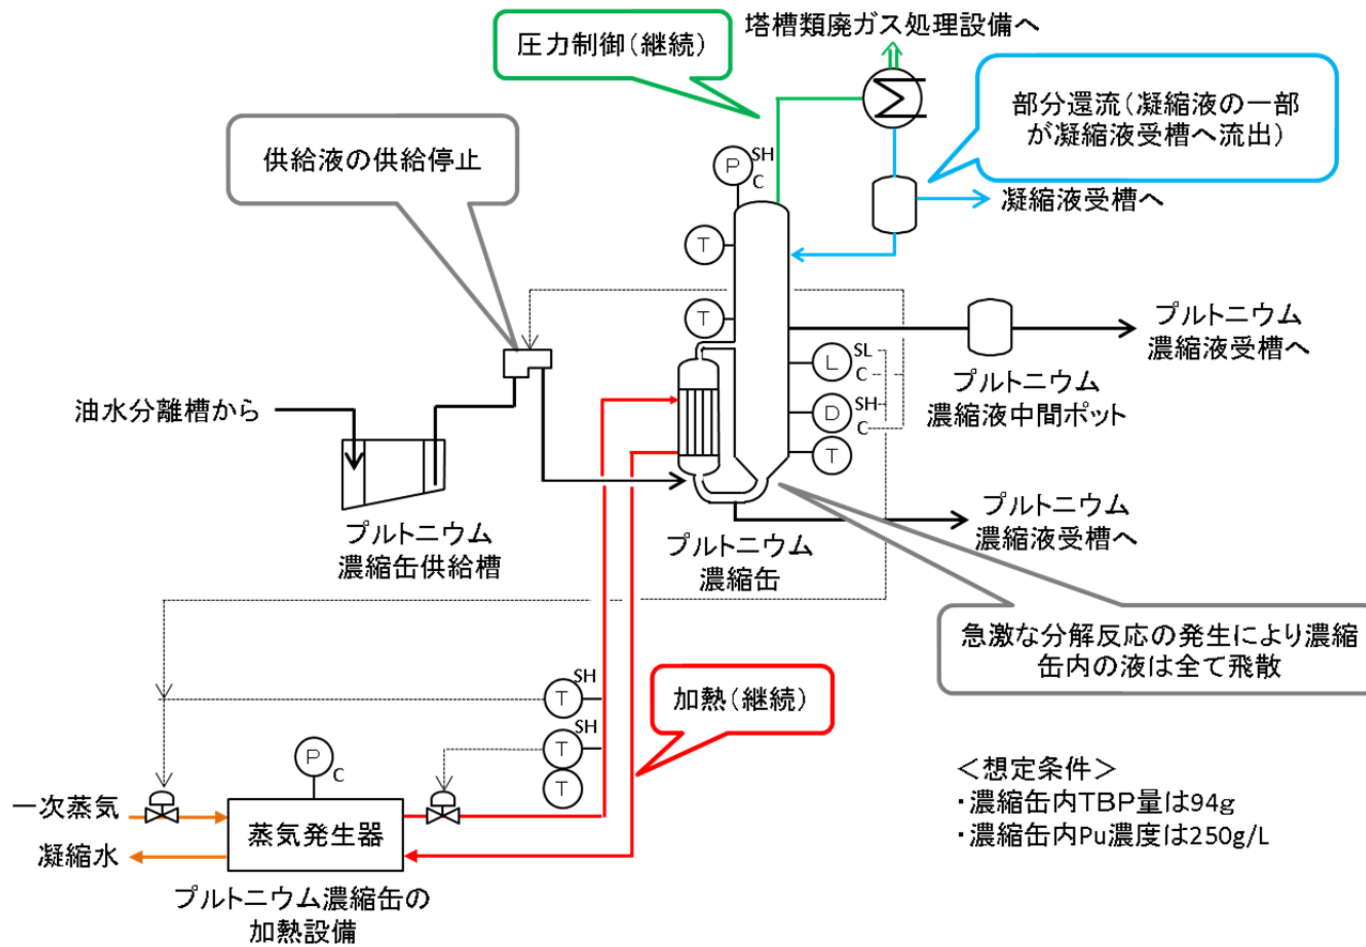 塔槽類廃ガス処理設備へ
圧力制御（継続）
部分還流（凝縮液の一部
が凝縮液受槽へ流出）
供給液の供給停止
P
SH
C
凝縮液受槽へ
T
T
プルトニウム
濃縮液受槽へ
L
SL
C
プルトニウム
濃縮液中間ポット
油水分離槽から
D
SH
C
T
プルトニウム
濃縮缶供給槽
プルトニウム
濃縮缶
プルトニウム
濃縮液受槽へ
急激な分解反応の発生により濃縮
缶内の液は全て飛散
T
SH
加熱（継続）
T
SH
T
P
C
一次蒸気
蒸気発生器
凝縮水
プルトニウム濃縮缶の
加熱設備
＜想定条件＞
・濃縮缶内TBP量は94g
・濃縮缶内Pu濃度は250g/L